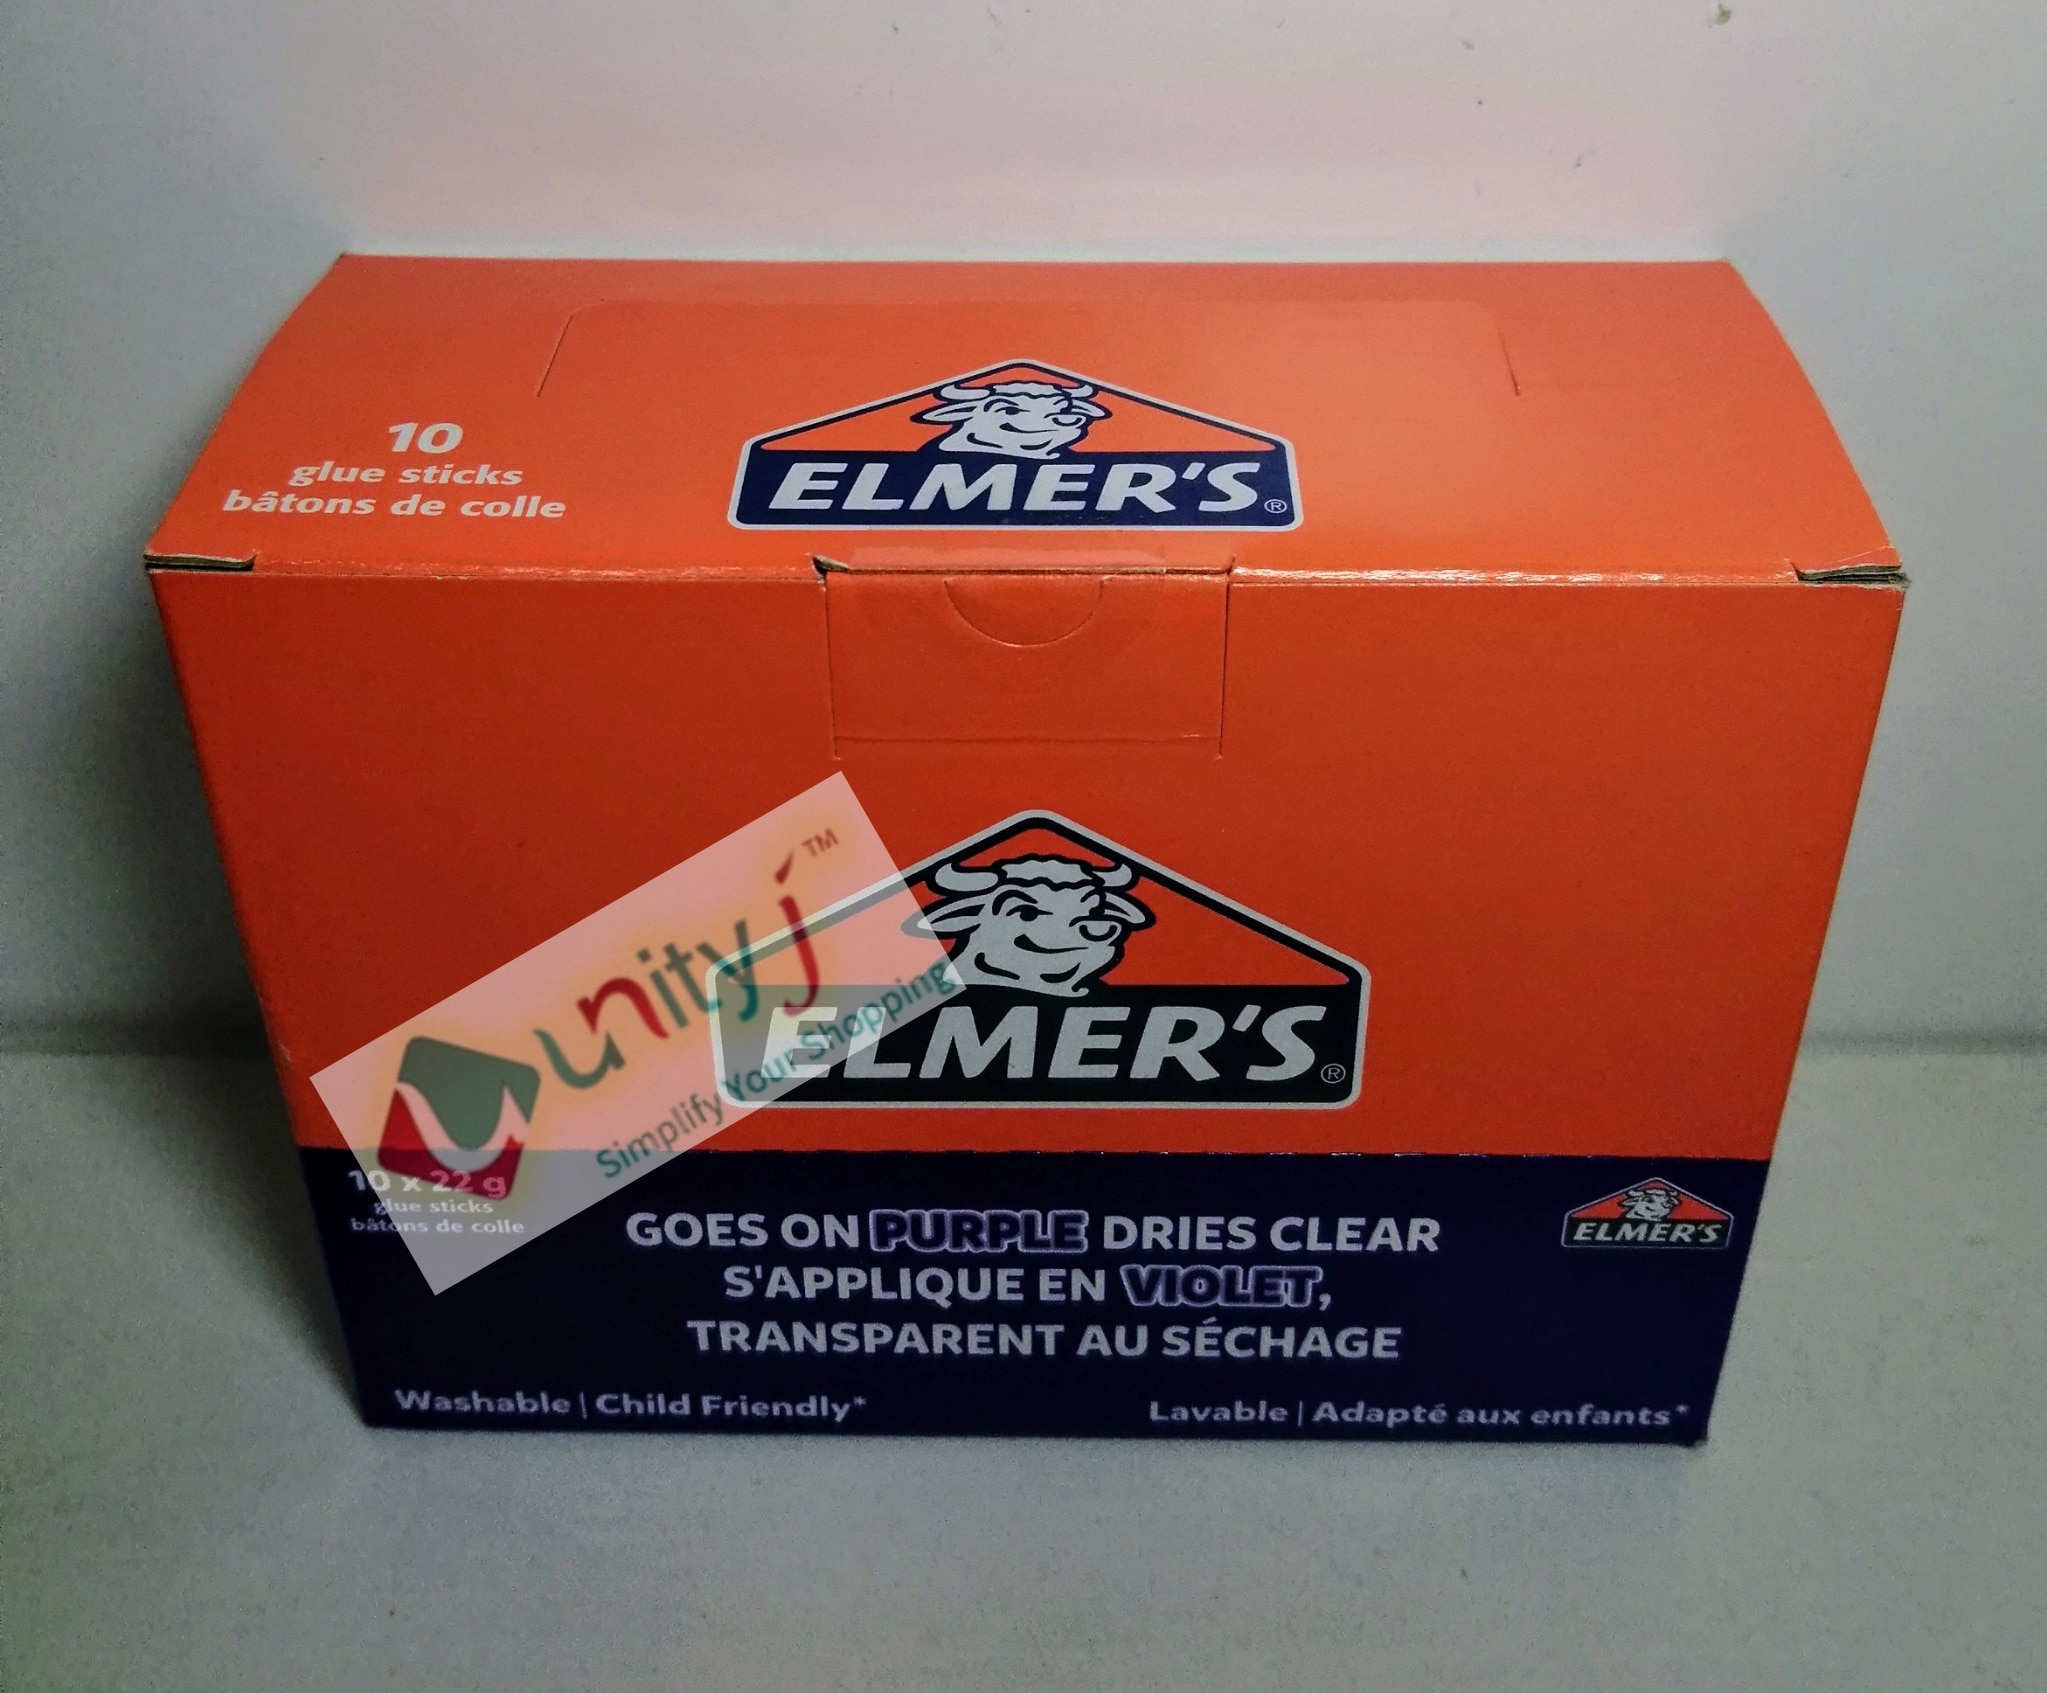 10
glue sticks
bâtons de colle
ELMER'S®
unityj™
Simplify Your Shopping
ELMER'S®
10 x 22 g
glue sticks
bâtons de colle
GOES ON PURPLE DRIES CLEAR
S'APPLIQUE EN VIOLET,
TRANSPARENT AU SÉCHAGE
ELMER'S
Washable | Child Friendly*
Lavable | Adapté aux enfants*